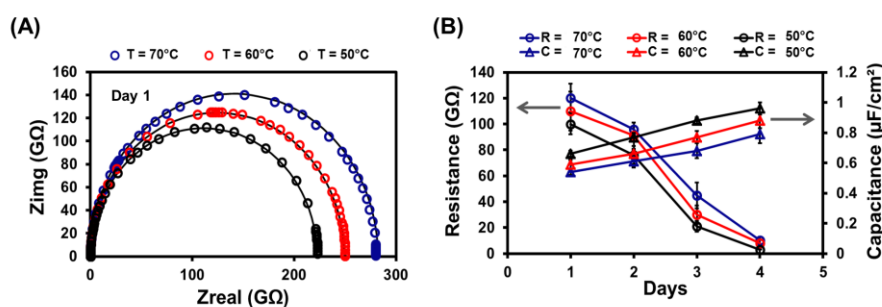 (A)
T = 70°C T = 60°C T = 50°C
160
140
120
100
80
60
40
20
0
Day 1
Zimg (GΩ)
0 100 200 300
Zreal (GΩ)
(B)
R = 70°C R = 60°C R = 50°C
C = 70°C C = 60°C C = 50°C
140
120
100
80
60
40
20
0
Resistance (GΩ)
1.2
1
0.8
0.6
0.4
0.2
0
Capacitance (µF/cm²)
0 1 2 3 4 5
Days